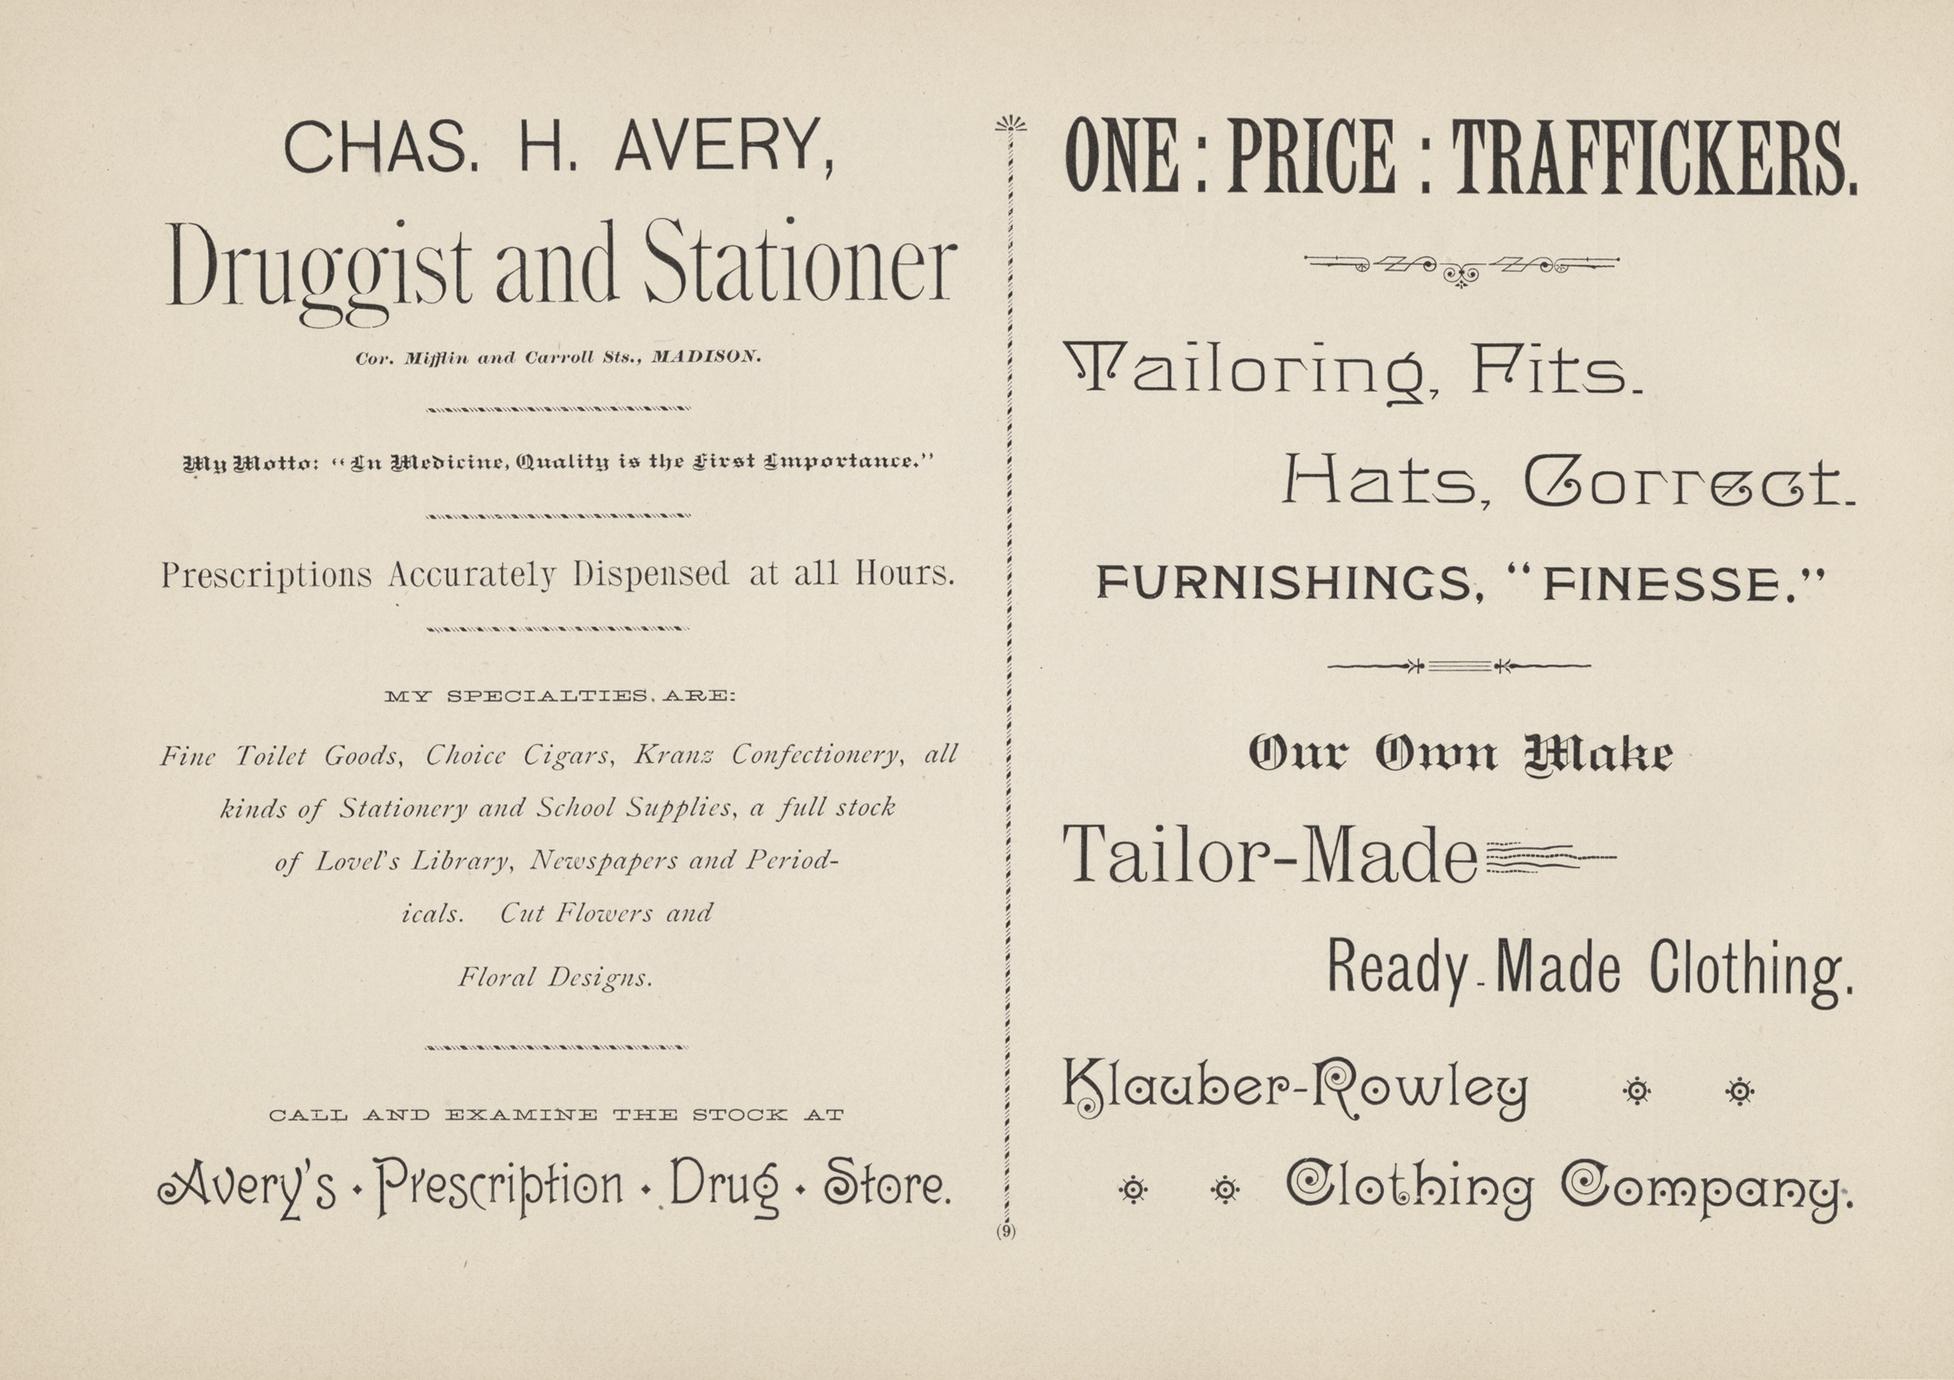 CHAS. H. AVERY,
Druggist and Stationer
Cor. Mifflin and Carroll Sts., MADISON.
My Motto: “In Medicine, Quality is the First Importance.”
Prescriptions Accurately Dispensed at all Hours.
MY SPECIALTIES, ARE:
Fine Toilet Goods, Choice Cigars, Kranz Confectionery, all
kinds of Stationery and School Supplies, a full stock
of Lovel's Library, Newspapers and Period-
icals. Cut Flowers and
Floral Designs.
CALL AND EXAMINE THE STOCK AT
Avery's · Prescription · Drug · Store.
(9)
ONE : PRICE : TRAFFICKERS.
Tailoring, Fits.
Hats, Correct.
FURNISHINGS, “FINESSE.”
Our Own Make
Tailor-Made
Ready-Made Clothing.
Klauber-Rowley
Clothing Company.